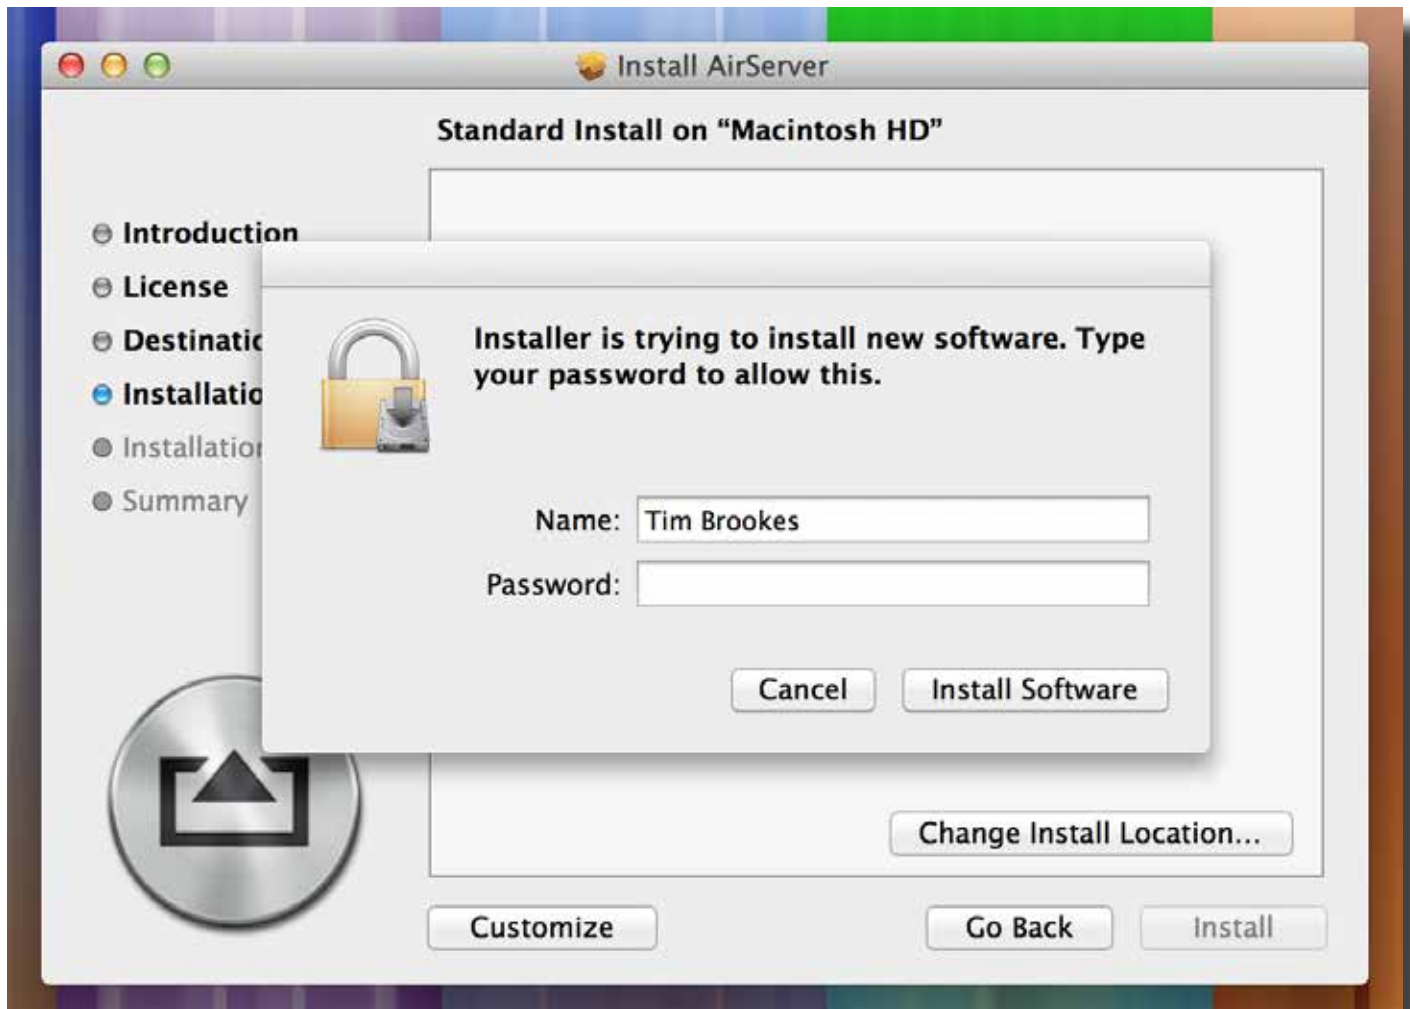 Install AirServer
Standard Install on “Macintosh HD”
Introduction
License
Destinatio
Installatio
Installation
Summary
Installer is trying to install new software. Type
your password to allow this.
Name: Tim Brookes
Password:
Cancel Install Software
Change Install Location...
Customize Go Back Install